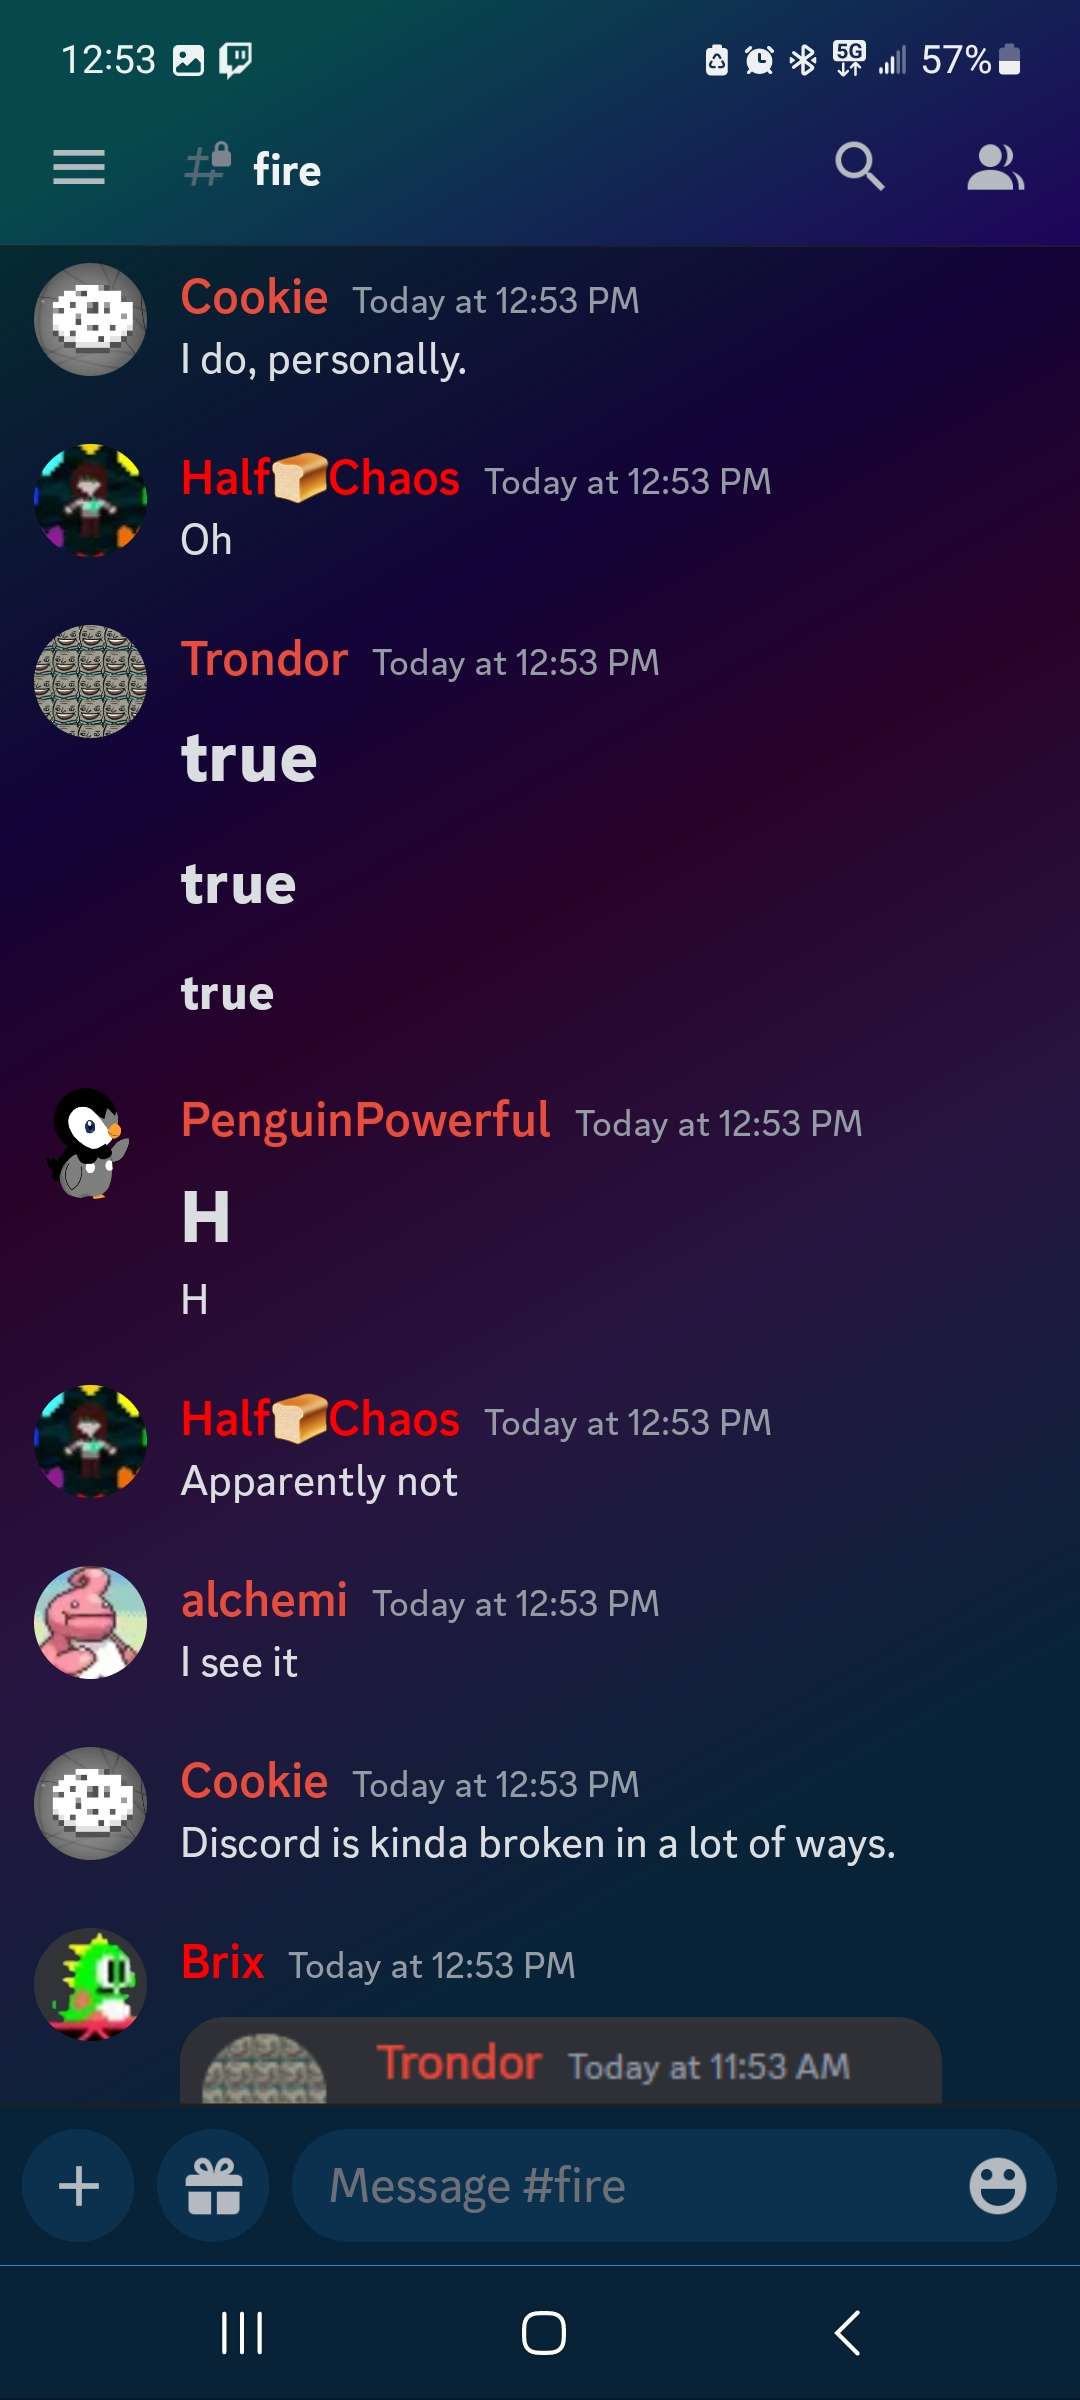 12:53
5G
57%
# fire
Cookie Today at 12:53 PM
I do, personally.
Half🍞Chaos Today at 12:53 PM
Oh
Trondor Today at 12:53 PM
true
true
true
PenguinPowerful Today at 12:53 PM
H
H
Half🍞Chaos Today at 12:53 PM
Apparently not
alchemi Today at 12:53 PM
I see it
Cookie Today at 12:53 PM
Discord is kinda broken in a lot of ways.
Brix Today at 12:53 PM
Trondor Today at 11:53 AM
Message #fire